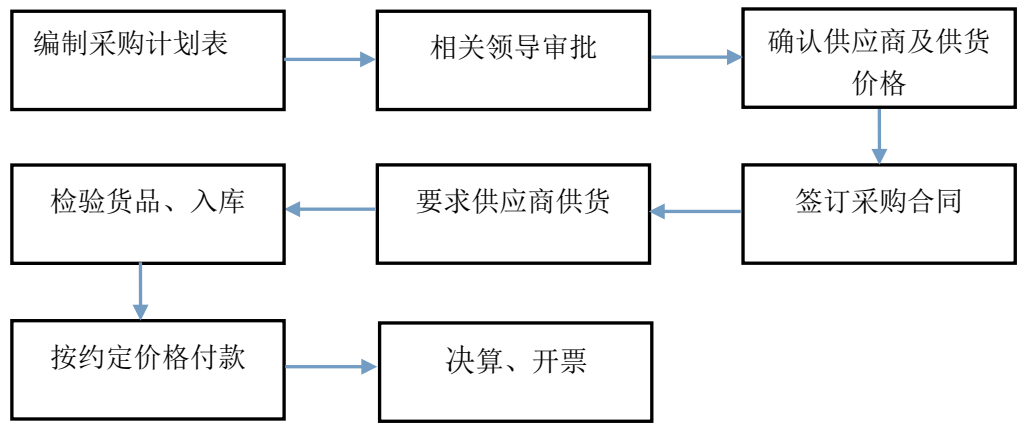 编制采购计划表
相关领导审批
确认供应商及供货
价格
签订采购合同
要求供应商供货
检验货品、入库
按约定价格付款
决算、开票